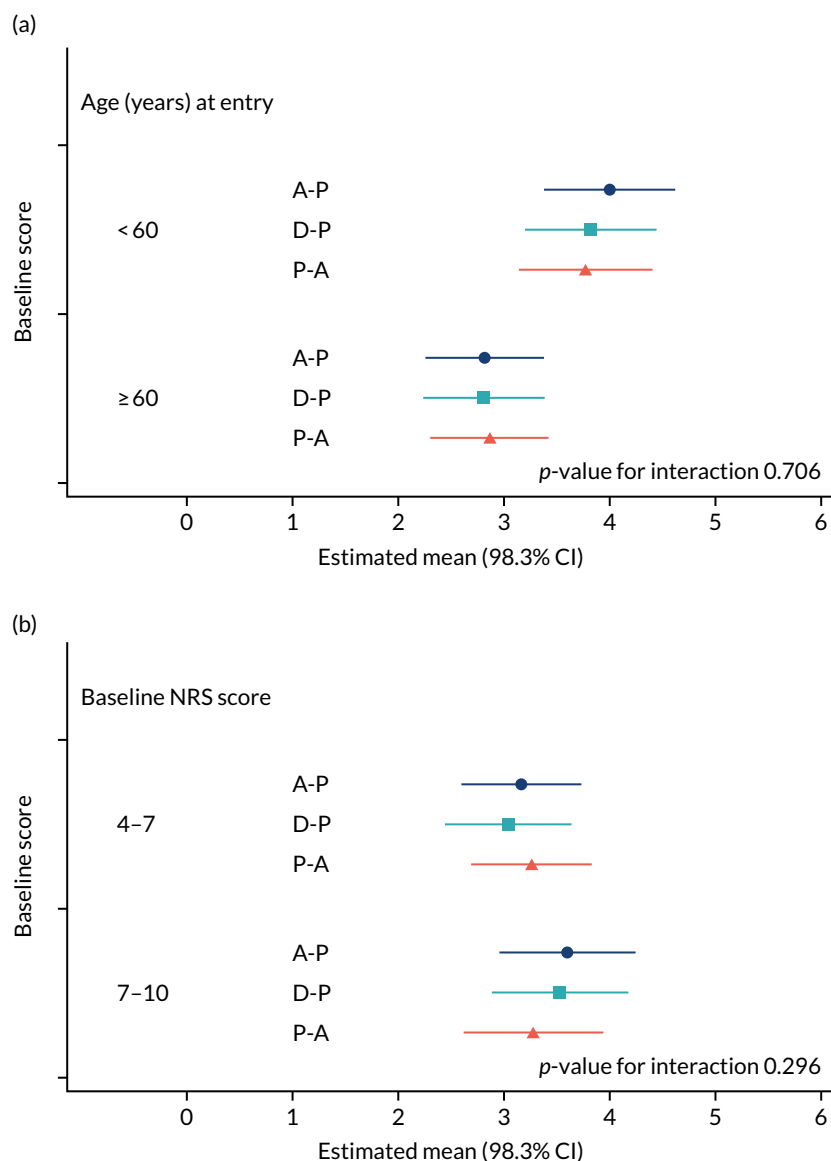 (a)
Age (years) at entry
Baseline score
A-P
< 60
D-P
P-A
A-P
≥ 60
D-P
P-A
p-value for interaction 0.706
0 1 2 3 4 5 6
Estimated mean (98.3% CI)
(b)
Baseline NRS score
Baseline score
A-P
4–7
D-P
P-A
A-P
7–10
D-P
P-A
p-value for interaction 0.296
0 1 2 3 4 5 6
Estimated mean (98.3% CI)